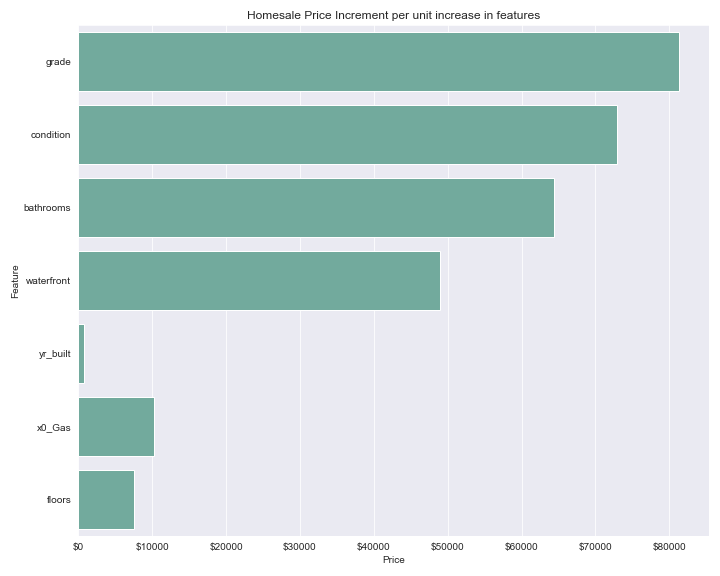 Homesale Price Increment per unit increase in features
grade
condition
bathrooms
waterfront
yr_built
x0_Gas
floors
Feature
$0 $10000 $20000 $30000 $40000 $50000 $60000 $70000 $80000
Price